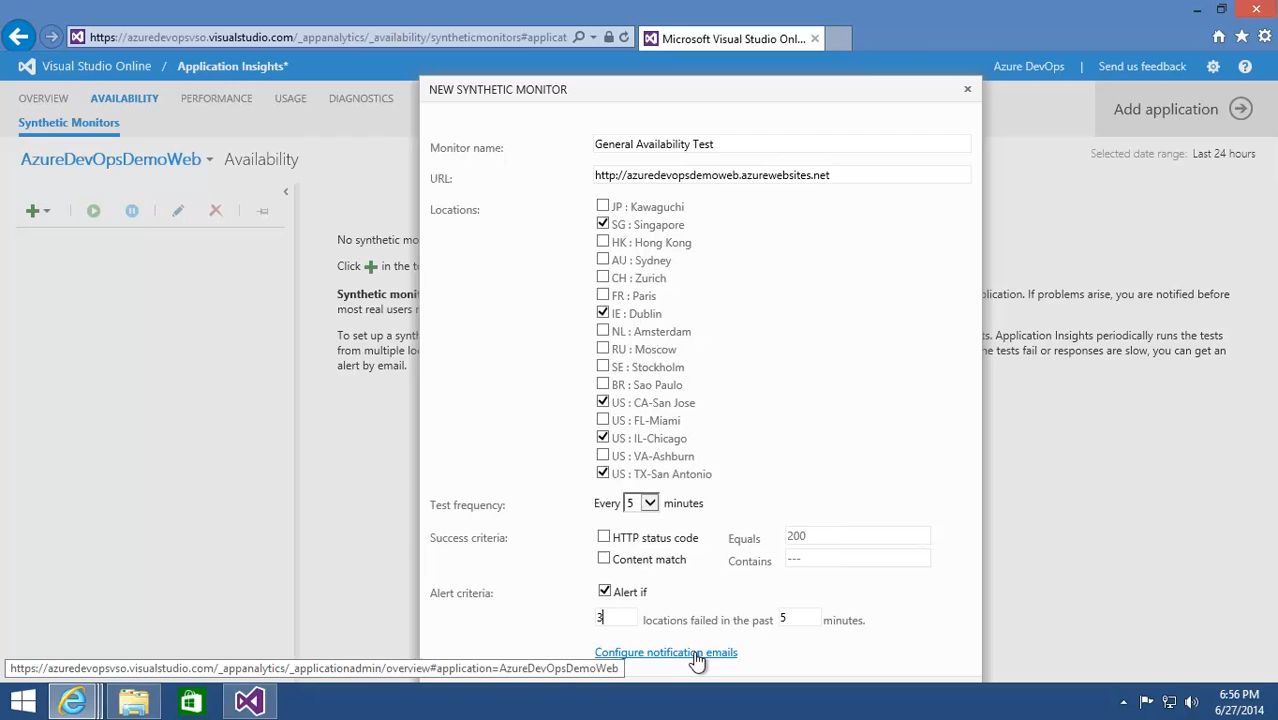 https://azuredevopsvso.visualstudio.com/_appanalytics/_availability/syntheticmonitors#applicat
Microsoft Visual Studio Onl...
Visual Studio Online / Application Insights*
Azure DevOps | Send us feedback
OVERVIEW AVAILABILITY PERFORMANCE USAGE DIAGNOSTICS
Synthetic Monitors
Add application
AzureDevOpsDemoWeb Availability
Selected date range: Last 24 hours
No synthetic mo
Click + in the t
Synthetic monit
most real users
To set up a synt
from multiple lo
alert by email.
plication. If problems arise, you are notified before
ts. Application Insights periodically runs the tests
he tests fail or responses are slow, you can get an
NEW SYNTHETIC MONITOR
Monitor name: General Availability Test
URL: http://azuredevopsdemoweb.azurewebsites.net
Locations:
JP : Kawaguchi
SG : Singapore
HK : Hong Kong
AU : Sydney
CH : Zurich
FR : Paris
IE : Dublin
NL : Amsterdam
RU : Moscow
SE : Stockholm
BR : Sao Paulo
US : CA-San Jose
US : FL-Miami
US : IL-Chicago
US : VA-Ashburn
US : TX-San Antonio
Test frequency: Every 5 minutes
Success criteria: HTTP status code Equals 200
Content match Contains ---
Alert criteria: Alert if
3 locations failed in the past 5 minutes.
Configure notification emails
https://azuredevopsvso.visualstudio.com/_appanalytics/_applicationadmin/overview#application=AzureDevOpsDemoWeb
6:56 PM
6/27/2014